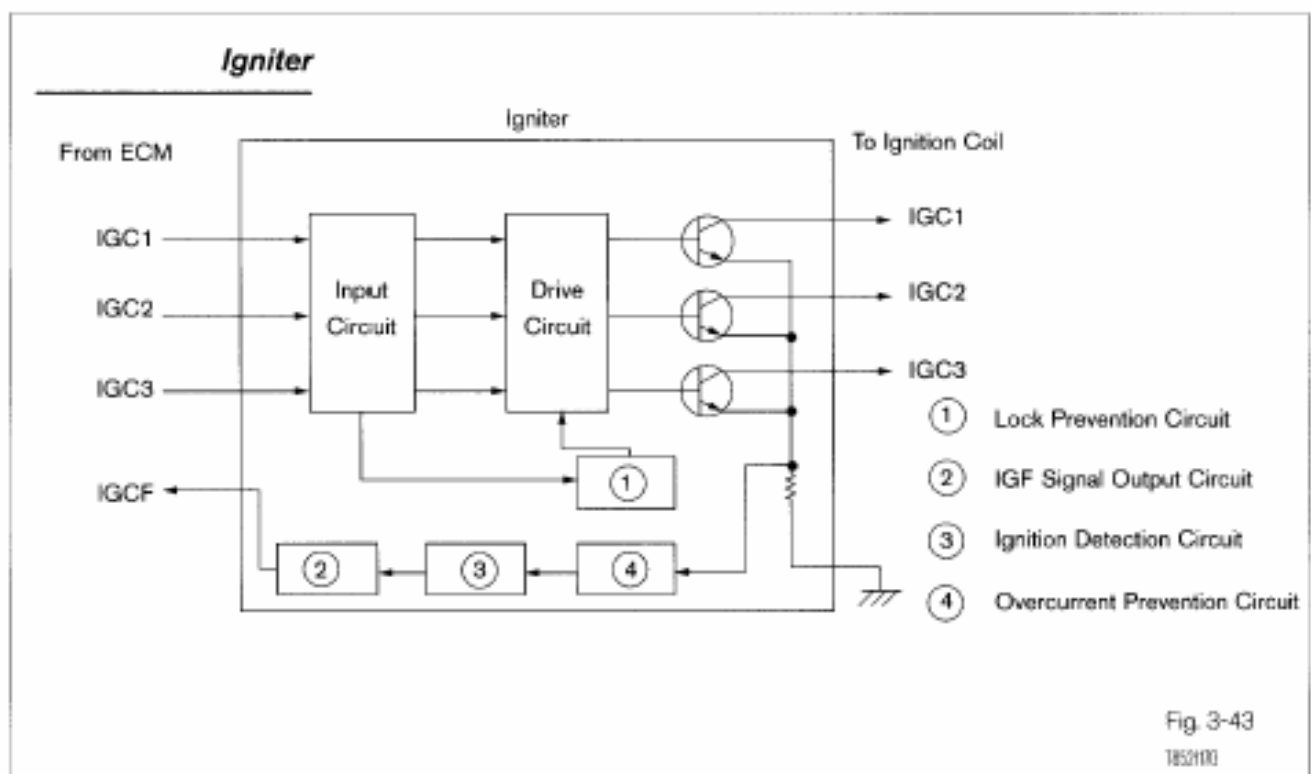 Igniter
Igniter
From ECM
To Ignition Coil
IGC1
IGC2
IGC3
IGCF
Input
Circuit
Drive
Circuit
IGC1
IGC2
IGC3
1
2
3
4
1 Lock Prevention Circuit
2 IGF Signal Output Circuit
3 Ignition Detection Circuit
4 Overcurrent Prevention Circuit
Fig. 3-43